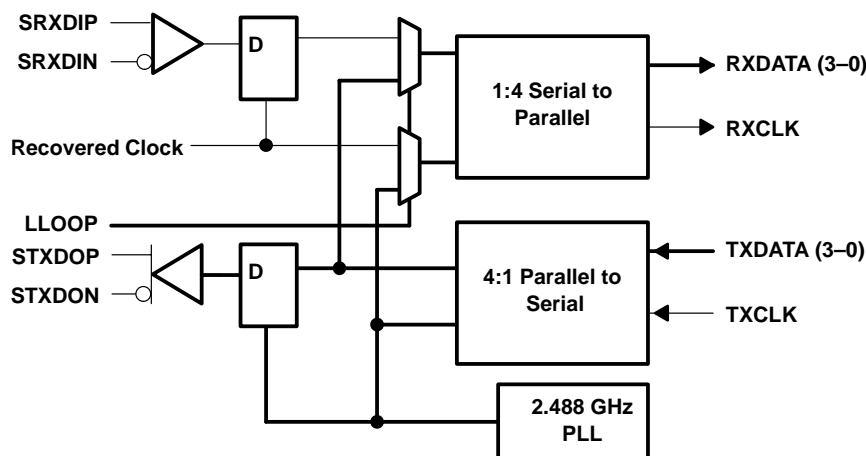 SRXDIP
SRXDIN
D
1:4 Serial to
Parallel
RXDATA (3–0)
RXCLK
Recovered Clock
LLOOP
STXDOP
STXDON
D
4:1 Parallel to
Serial
TXDATA (3–0)
TXCLK
2.488 GHz
PLL